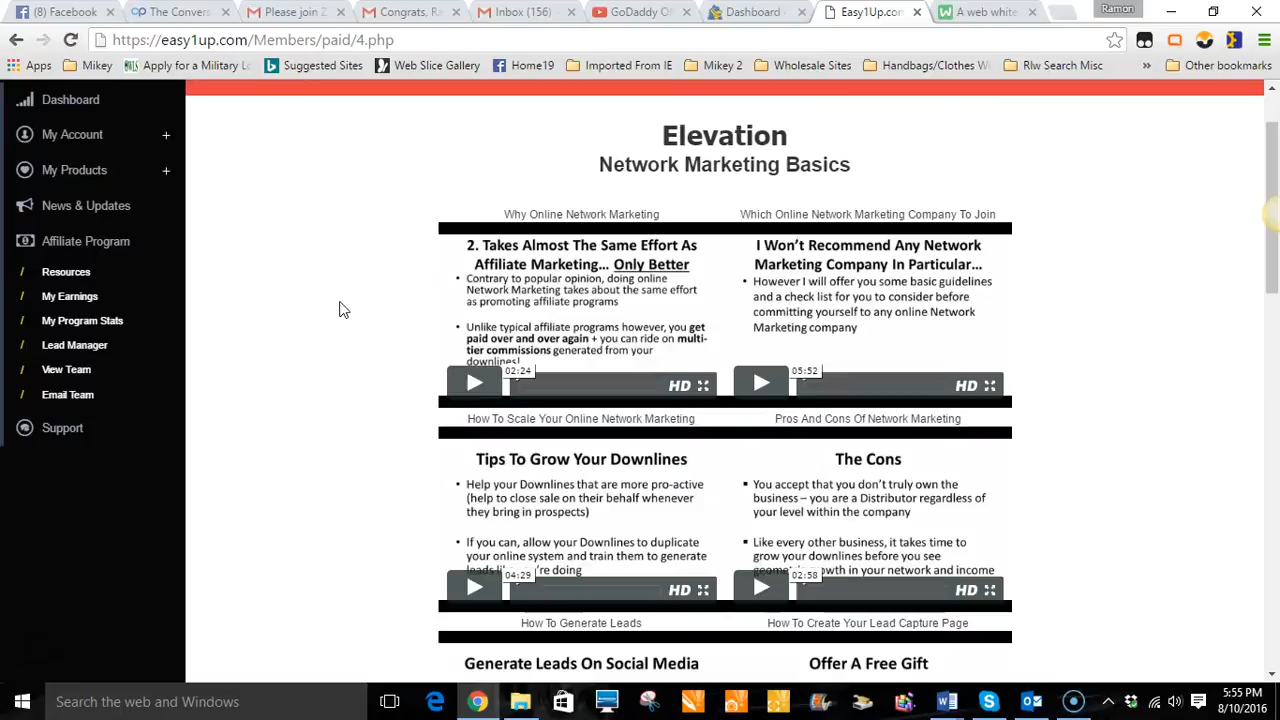 (8) Facebook
The Convers
Please join Z
Congrats, Ra
Inbox (156)
GoDaddy Of
Dashboard
Easy1Up.com
A web white
Ramon
https://easy1up.com/Members/paid/4.php
Apps
Mikey
Apply for a Military L
Suggested Sites
Web Slice Gallery
Home19
Imported From IE
Mikey 2
Wholesale Sites
Handbags/Clothes W
Rlw Search Misc
»
Other bookmarks
Dashboard
My Account +
My Products +
News & Updates
Affiliate Program
/ Resources
/ My Earnings
/ My Program Stats
/ Lead Manager
/ View Team
/ Email Team
Support
Elevation
Network Marketing Basics
Why Online Network Marketing
2. Takes Almost The Same Effort As
Affiliate Marketing... Only Better
• Contrary to popular opinion, doing online
Network Marketing takes about the same effort
as promoting affiliate programs
• Unlike typical affiliate programs however, you get
paid over and over again + you can ride on multi-
tier commissions generated from your
downlines!
02:24
HD
Which Online Network Marketing Company To Join
I Won't Recommend Any Network
Marketing Company In Particular...
• However I will offer you some basic guidelines
and a check list for you to consider before
committing yourself to any online Network
Marketing company
05:52
HD
How To Scale Your Online Network Marketing
Tips To Grow Your Downlines
• Help your Downlines that are more pro-active
(help to close sale on their behalf whenever
they bring in prospects)
• If you can, allow your Downlines to duplicate
your online system and train them to generate
leads you're doing
04:29
HD
Pros And Cons Of Network Marketing
The Cons
▪ You accept that you don't truly own the
business – you are a Distributor regardless of
your level within the company
▪ Like every other business, it takes time to
grow your downlines before you see
growth in your network and income
02:58
HD
How To Generate Leads
Generate Leads On Social Media
How To Create Your Lead Capture Page
Offer A Free Gift
Search the web and Windows
5:55 PM
8/10/2016